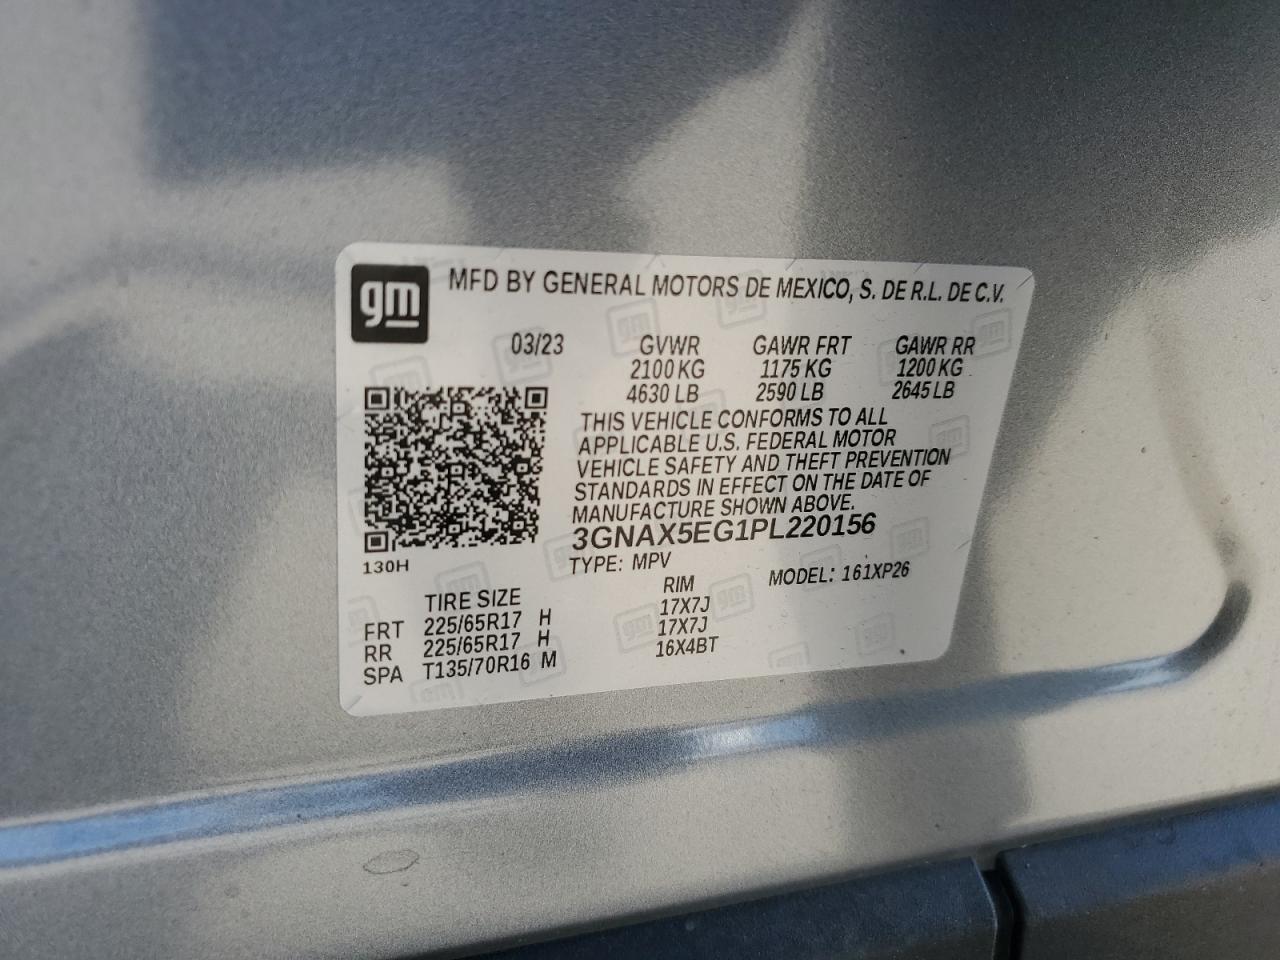 gm
MFD BY GENERAL MOTORS DE MEXICO, S. DE R.L. DE C.V.
03/23 GVWR GAWR FRT GAWR RR
2100 KG 1175 KG 1200 KG
4630 LB 2590 LB 2645 LB
THIS VEHICLE CONFORMS TO ALL
APPLICABLE U.S. FEDERAL MOTOR
VEHICLE SAFETY AND THEFT PREVENTION
STANDARDS IN EFFECT ON THE DATE OF
MANUFACTURE SHOWN ABOVE.
3GNAX5EG1PL220156
130H
TYPE: MPV MODEL: 161XP26
TIRE SIZE RIM
FRT 225/65R17 H 17X7J
RR 225/65R17 H 17X7J
SPA T135/70R16 M 16X4BT